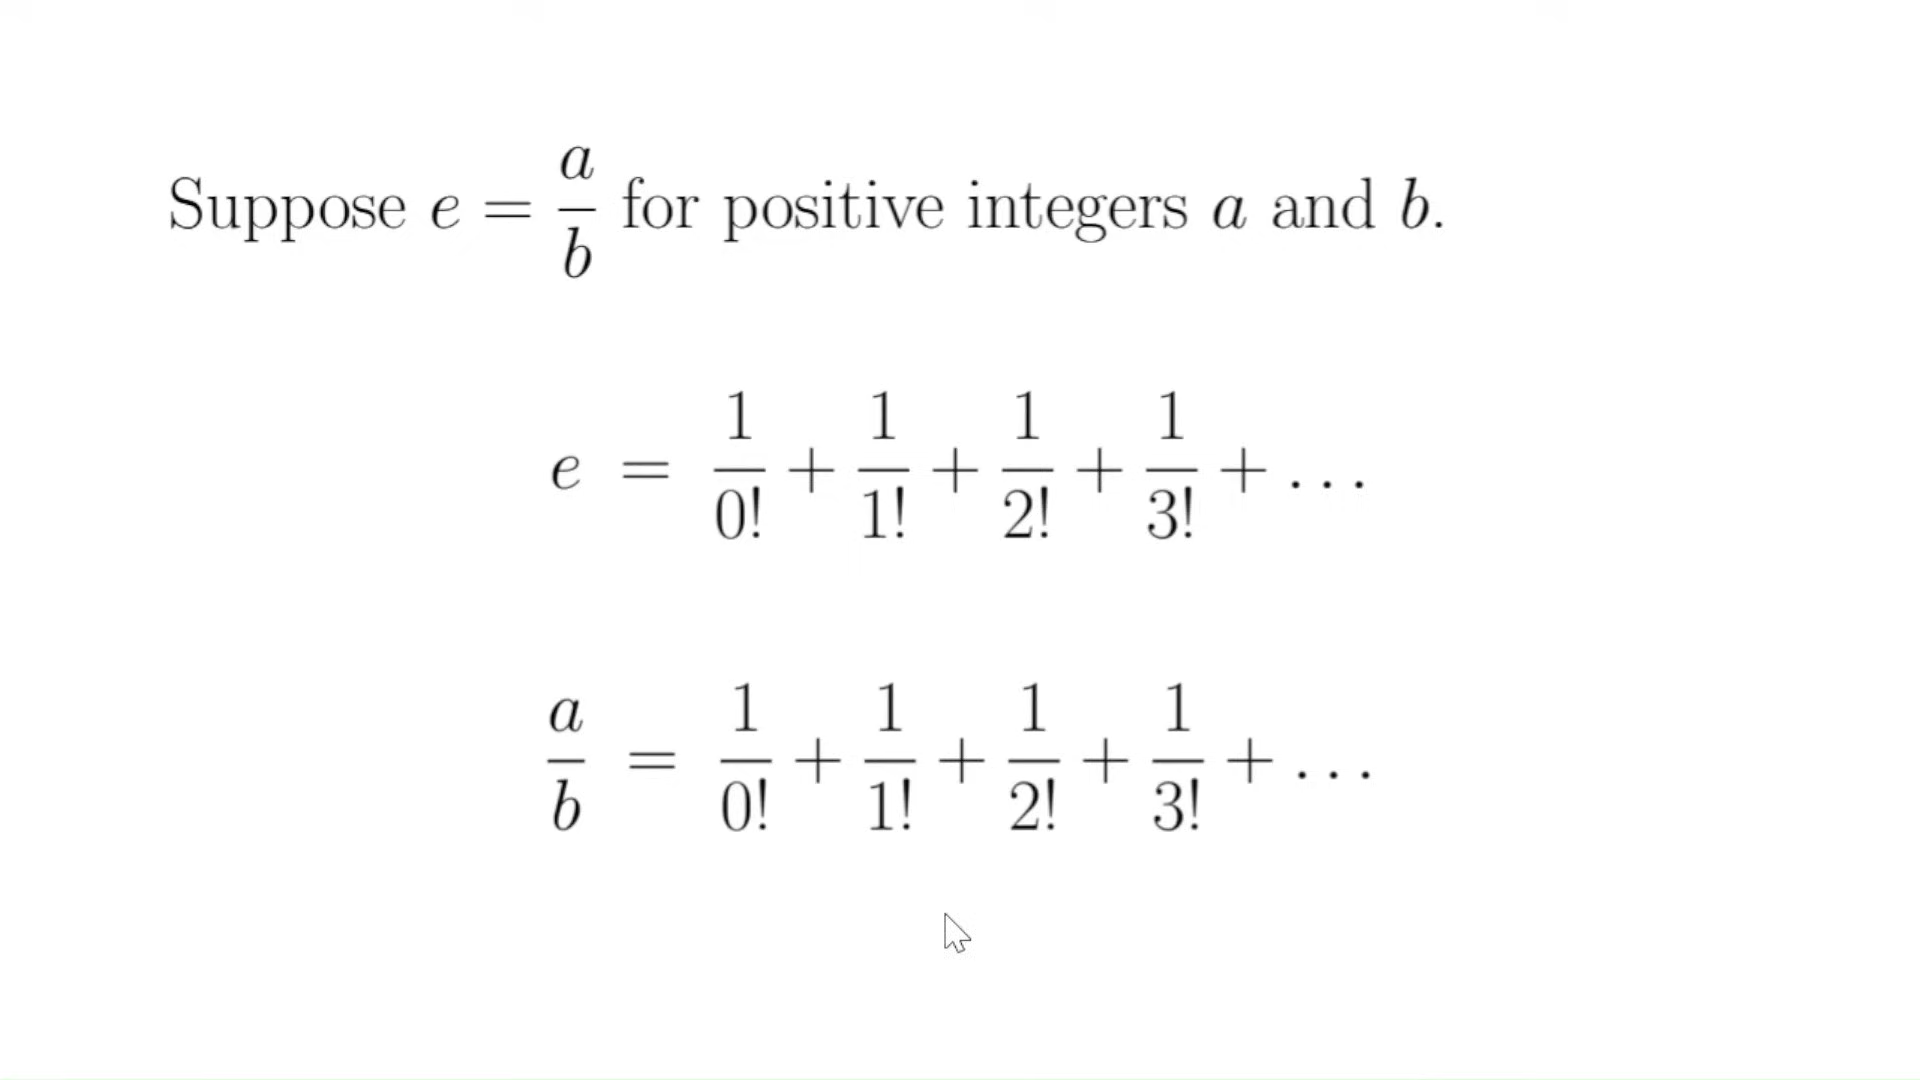 Suppose e = a/b for positive integers a and b.
e = 1/0! + 1/1! + 1/2! + 1/3! + ...
a/b = 1/0! + 1/1! + 1/2! + 1/3! + ...